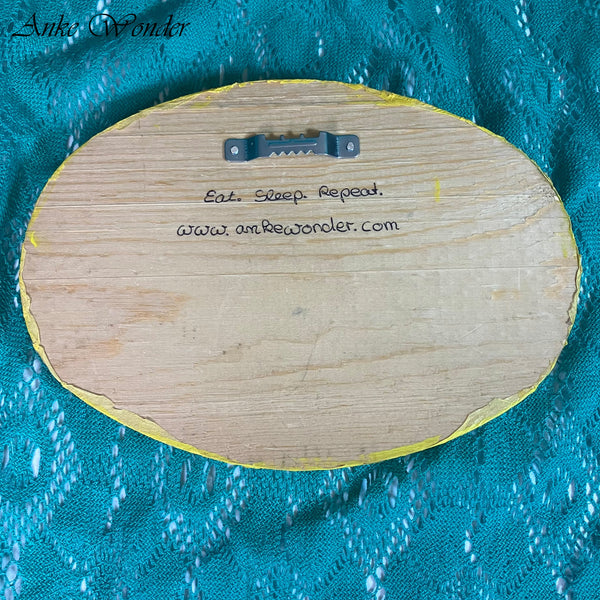 Anke Wonder
Eat. Sleep. Repeat.
www.ankewonder.com